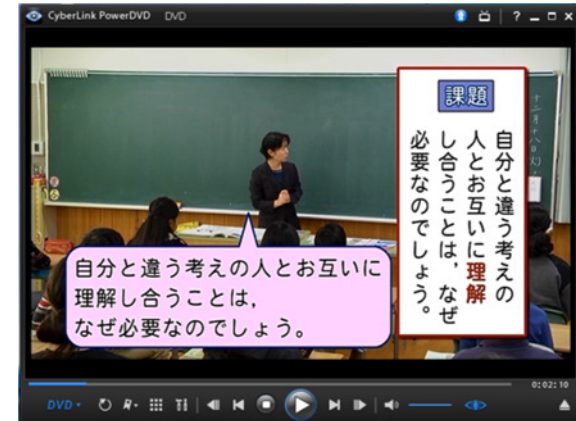 CyberLink PowerDVD DVD
?
課題
自分と違う考えの
人とお互いに理解
し合うことは,なぜ
必要なのでしょう。
自分と違う考えの人とお互いに
理解し合うことは,
なぜ必要なのでしょう。
0:02:10
DVD